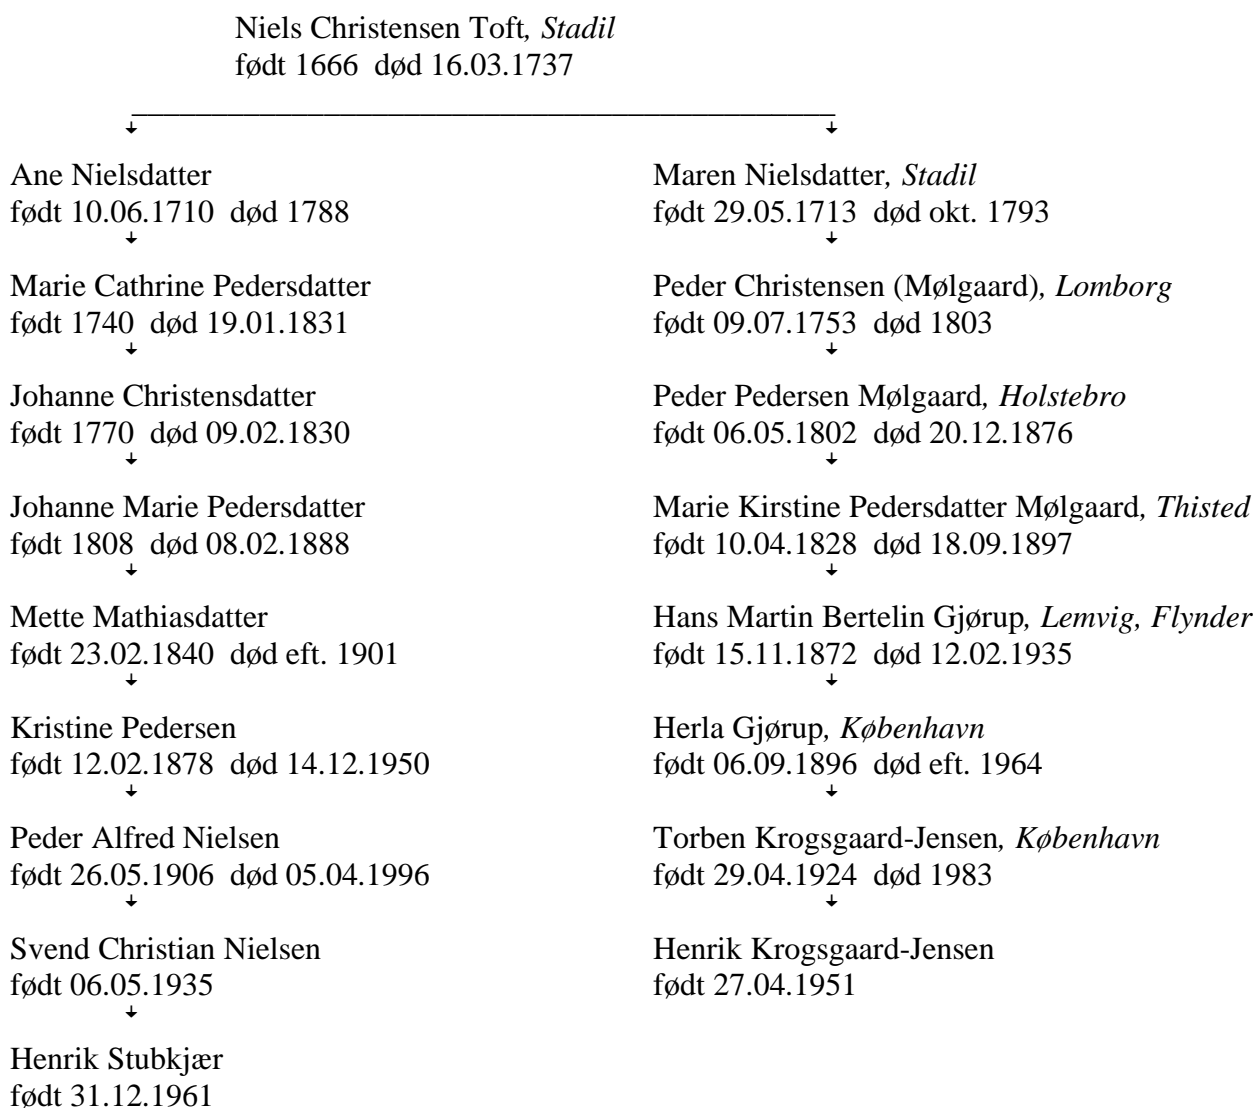 Niels Christensen Toft, Stadil
født 1666 død 16.03.1737
Ane Nielsdatter
født 10.06.1710 død 1788
Marie Cathrine Pedersdatter
født 1740 død 19.01.1831
Johanne Christensdatter
født 1770 død 09.02.1830
Johanne Marie Pedersdatter
født 1808 død 08.02.1888
Mette Mathiasdatter
født 23.02.1840 død eft. 1901
Kristine Pedersen
født 12.02.1878 død 14.12.1950
Peder Alfred Nielsen
født 26.05.1906 død 05.04.1996
Svend Christian Nielsen
født 06.05.1935
Henrik Stubkjær
født 31.12.1961
Maren Nielsdatter, Stadil
født 29.05.1713 død okt. 1793
Peder Christensen (Mølgaard), Lomborg
født 09.07.1753 død 1803
Peder Pedersen Mølgaard, Holstebro
født 06.05.1802 død 20.12.1876
Marie Kirstine Pedersdatter Mølgaard, Thisted
født 10.04.1828 død 18.09.1897
Hans Martin Bertelin Gjørup, Lemvig, Flynder
født 15.11.1872 død 12.02.1935
Herla Gjørup, København
født 06.09.1896 død eft. 1964
Torben Krogsgaard-Jensen, København
født 29.04.1924 død 1983
Henrik Krogsgaard-Jensen
født 27.04.1951